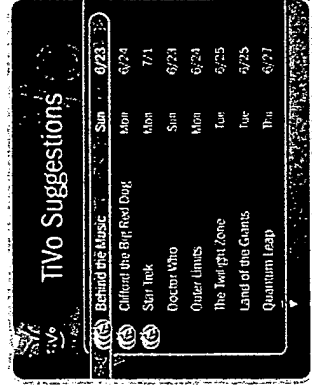 TiVo
TiVo Suggestions
Behind the Music Sun 6/23
Clifford the Big Red Dog Mon 6/24
Star Trek Mon 7/1
Doctor Who Sun 6/23
Outer Limits Mon 6/24
The Twilight Zone Tue 6/25
Land of the Giants Tue 6/25
Quantum Leap Thu 6/27